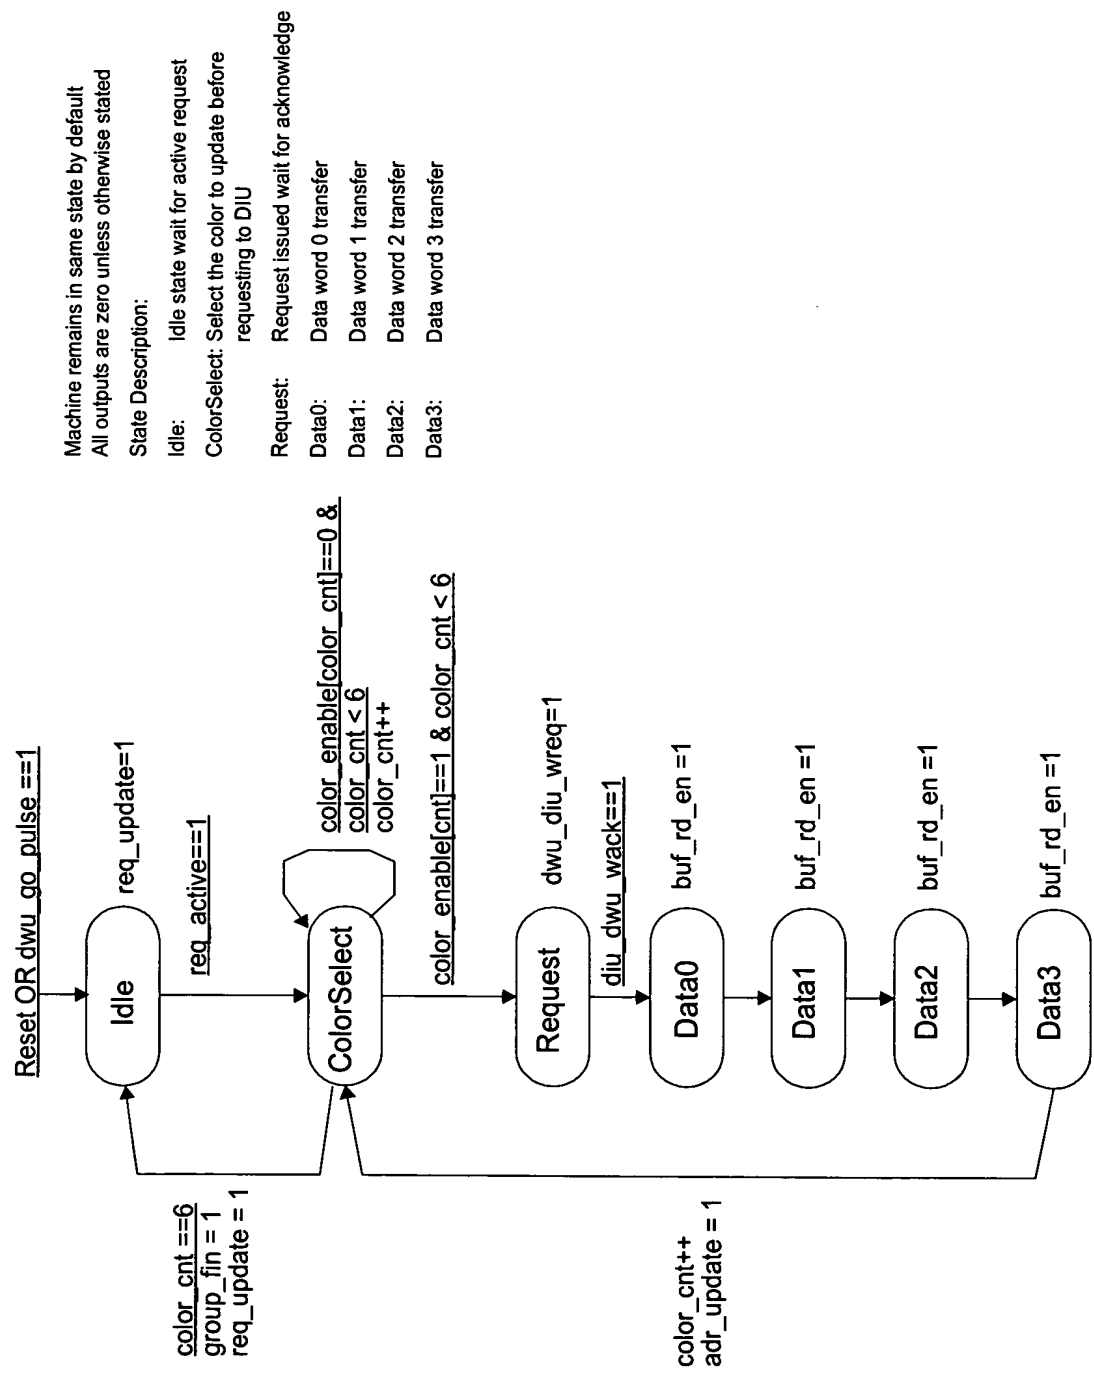 Reset OR dwu_go_pulse ==1
Idle
req_update=1
req_active==1
color_cnt ==6
group_fin = 1
req_update = 1
ColorSelect
color_enable[color_cnt]==0 &
color_cnt < 6
color_cnt++
color_enable[cnt]==1 & color_cnt < 6
Request
dwu_diu_wreq=1
diu_dwu_wack==1
Data0
buf_rd_en =1
Data1
buf_rd_en =1
Data2
buf_rd_en =1
Data3
buf_rd_en =1
color_cnt++
adr_update = 1
Machine remains in same state by default
All outputs are zero unless otherwise stated
State Description:
Idle: Idle state wait for active request
ColorSelect: Select the color to update before
requesting to DIU
Request: Request issued wait for acknowledge
Data0: Data word 0 transfer
Data1: Data word 1 transfer
Data2: Data word 2 transfer
Data3: Data word 3 transfer